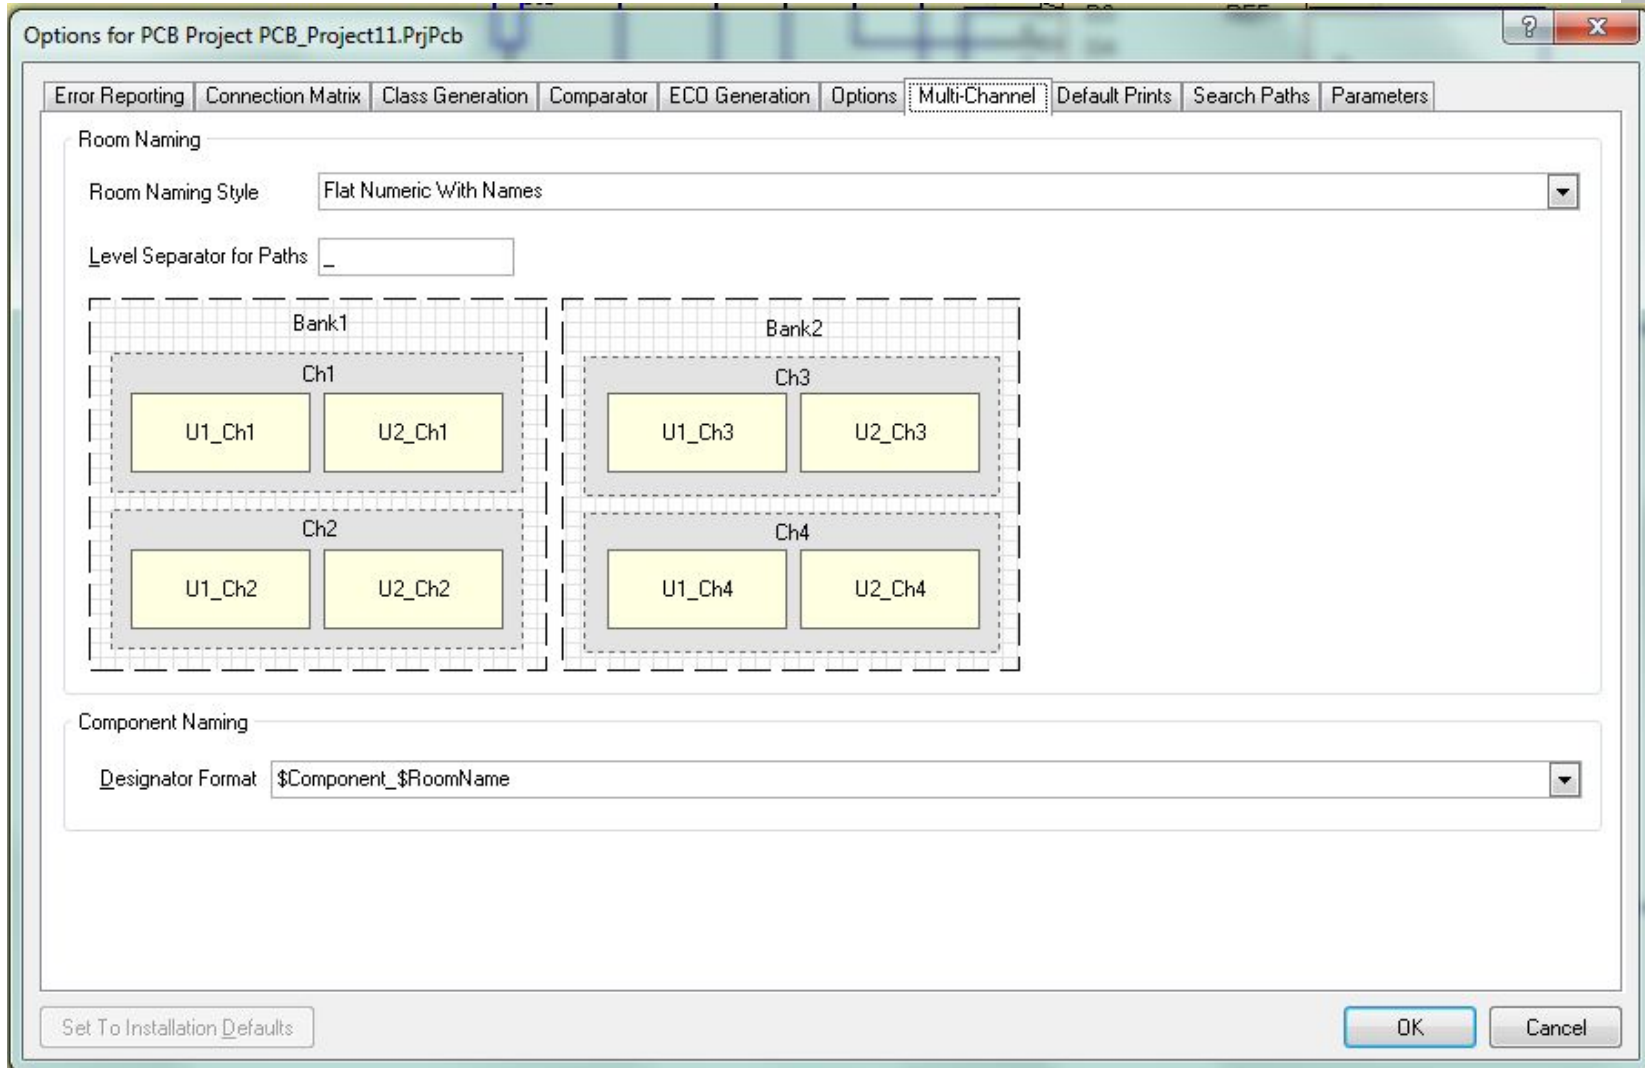 Options for PCB Project PCB_Project11.PrjPcb
Error Reporting Connection Matrix Class Generation Comparator ECO Generation Options Multi-Channel Default Prints Search Paths Parameters
Room Naming
Room Naming Style Flat Numeric With Names
Level Separator for Paths _
Bank1 Bank2
Ch1 Ch3
U1_Ch1 U2_Ch1 U1_Ch3 U2_Ch3
Ch2 Ch4
U1_Ch2 U2_Ch2 U1_Ch4 U2_Ch4
Component Naming
Designator Format $Component_$RoomName
Set To Installation Defaults OK Cancel